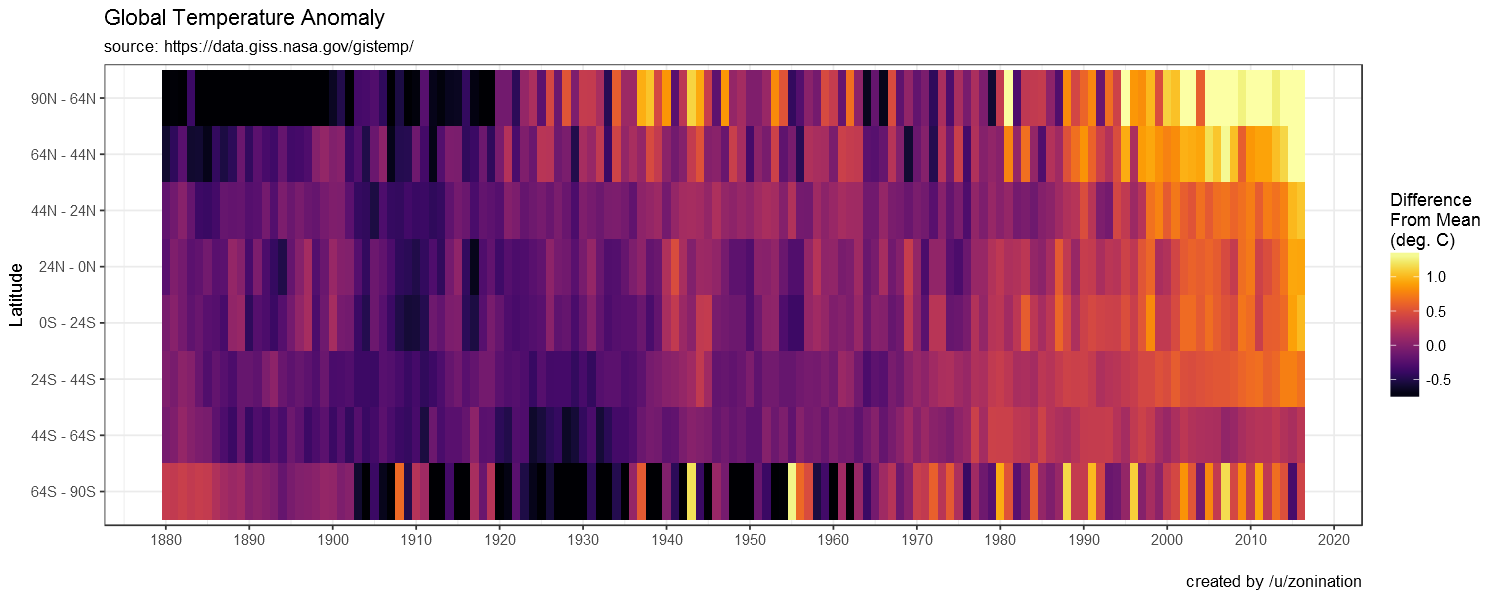 Global Temperature Anomaly
source: https://data.giss.nasa.gov/gistemp/
Latitude
90N - 64N
64N - 44N
44N - 24N
24N - 0N
0S - 24S
24S - 44S
44S - 64S
64S - 90S
1880 1890 1900 1910 1920 1930 1940 1950 1960 1970 1980 1990 2000 2010 2020
Difference
From Mean
(deg. C)
1.0
0.5
0.0
-0.5
created by /u/zonination